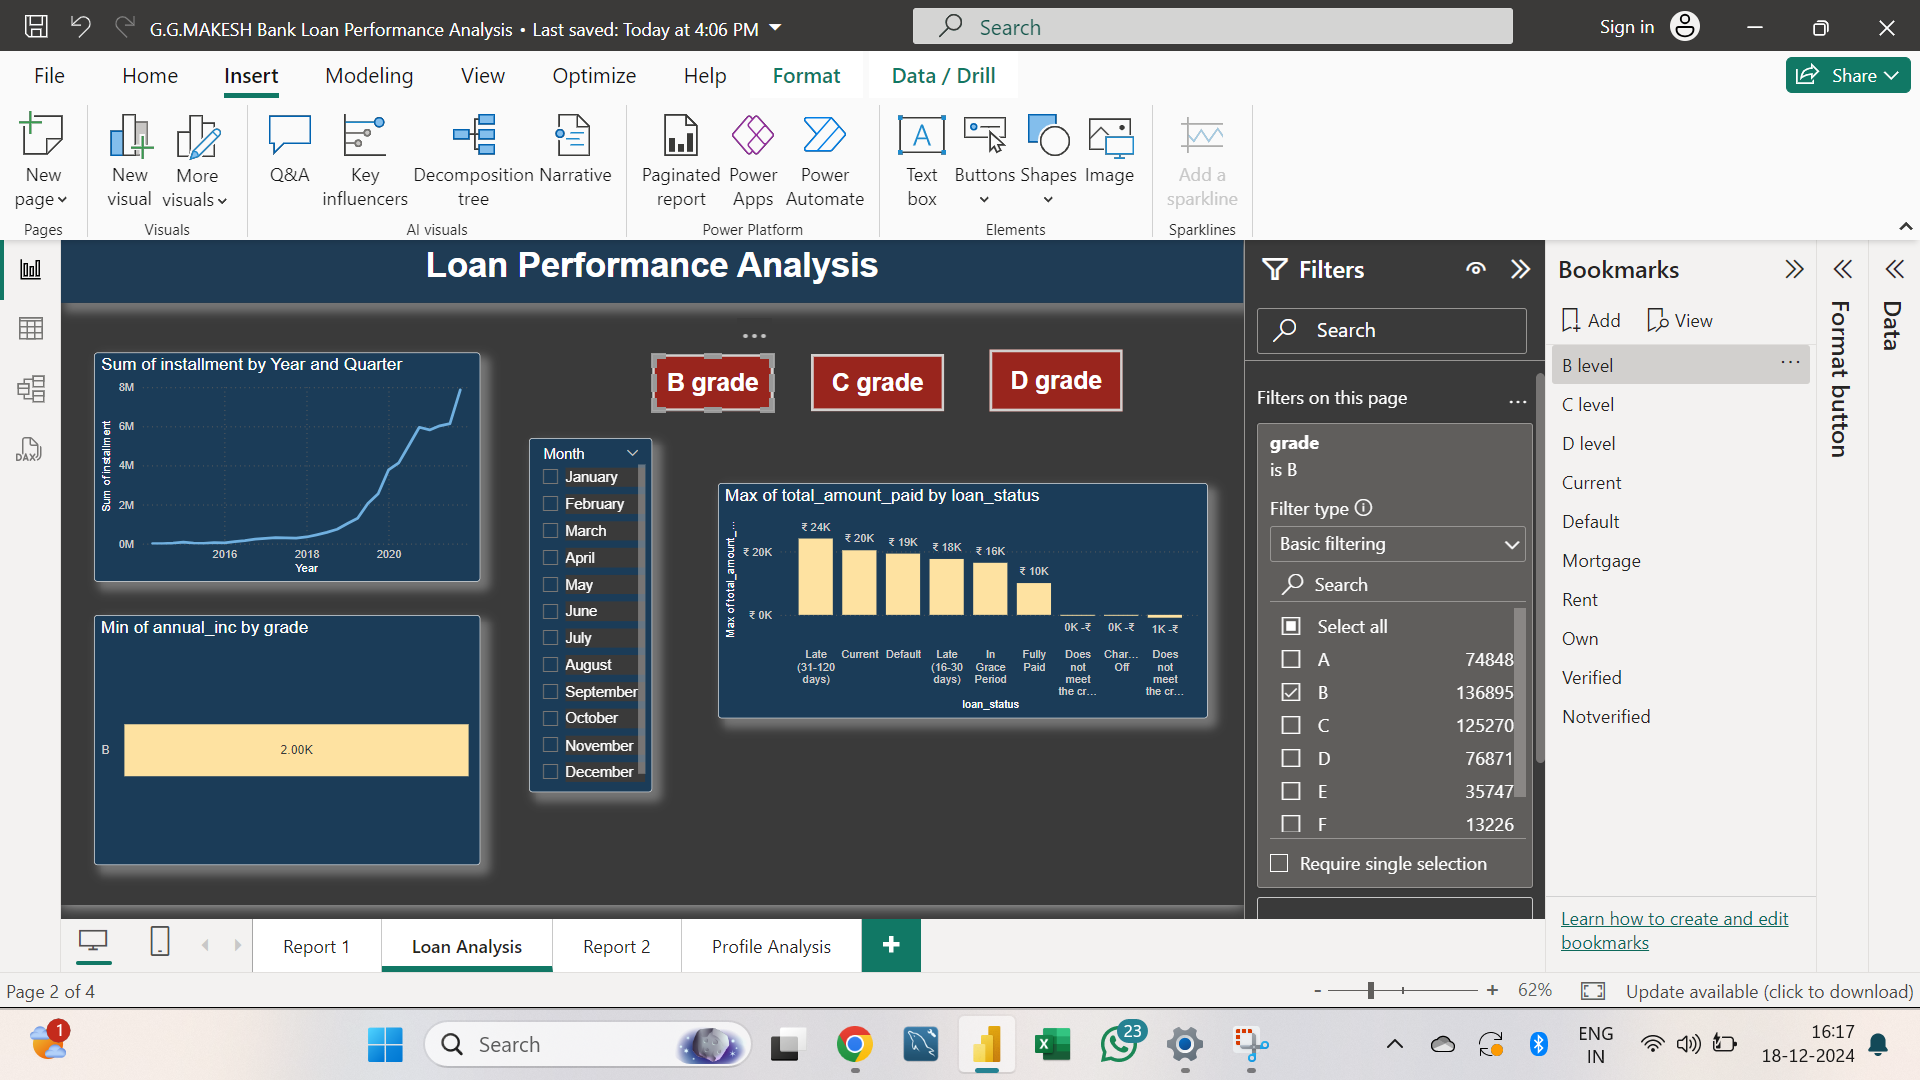 G.G.MAKESH Bank Loan Performance Analysis • Last saved: Today at 4:06 PM
Search
Sign in
File
Home
Insert
Modeling
View
Optimize
Help
Format
Data / Drill
Share
New page
New visual
More visuals
Q&A
Key influencers
Decomposition tree
Narrative
Paginated report
Power Apps
Power Automate
Text box
Buttons
Shapes
Image
Add a sparkline
Pages
Visuals
AI visuals
Power Platform
Elements
Sparklines
DAX
Loan Performance Analysis
Sum of installment by Year and Quarter
Sum of installment
8M
6M
4M
2M
0M
2016
2018
2020
Year
Min of annual_inc by grade
B
2.00K
B grade
C grade
D grade
Month
January
February
March
April
May
June
July
August
September
October
November
December
Max of total_amount_paid by loan_status
Max of total_amount_...
₹ 20K
₹ 0K
₹ 24K
₹ 20K
₹ 19K
₹ 18K
₹ 16K
₹ 10K
0K -₹
0K -₹
1K -₹
Late (31-120 days)
Current
Default
Late (16-30 days)
In Grace Period
Fully Paid
Does not meet the cr...
Char... Off
Does not meet the cr...
loan_status
Filters
Search
Filters on this page
...
grade
is B
Filter type
Basic filtering
Search
Select all
A 74848
B 136895
C 125270
D 76871
E 35747
F 13226
Require single selection
Bookmarks
Add
View
B level
...
C level
D level
Current
Default
Mortgage
Rent
Own
Verified
Notverified
Learn how to create and edit
bookmarks
Format button
Data
Report 1
Loan Analysis
Report 2
Profile Analysis
+
Page 2 of 4
- + 62%
Update available (click to download)
1
Search
23
ENG
IN
16:17
18-12-2024